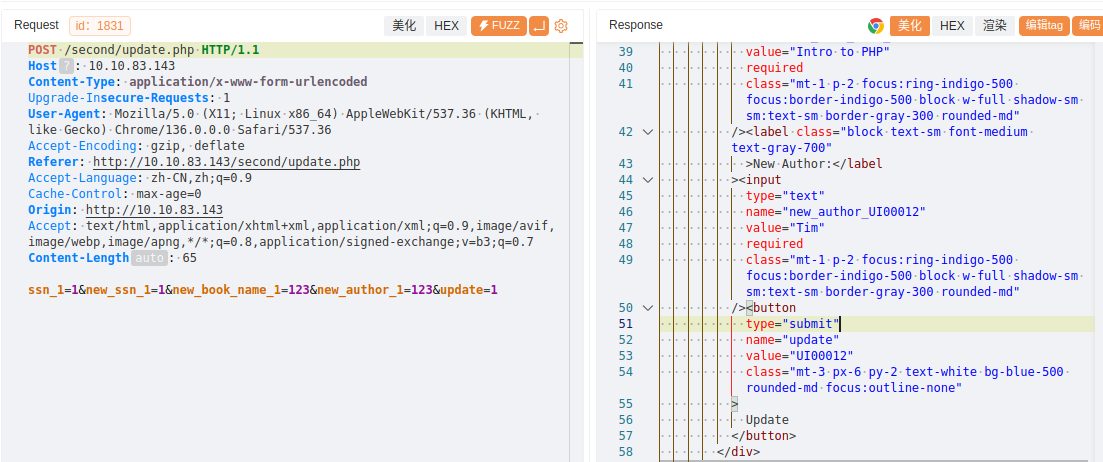 Request id: 1831 美化 HEX FUZZ
POST /second/update.php HTTP/1.1
Host ? : 10.10.83.143
Content-Type: application/x-www-form-urlencoded
Upgrade-Insecure-Requests: 1
User-Agent: Mozilla/5.0 (X11; Linux x86_64) AppleWebKit/537.36 (KHTML,
like Gecko) Chrome/136.0.0.0 Safari/537.36
Accept-Encoding: gzip, deflate
Referer: http://10.10.83.143/second/update.php
Accept-Language: zh-CN,zh;q=0.9
Cache-Control: max-age=0
Origin: http://10.10.83.143
Accept: text/html,application/xhtml+xml,application/xml;q=0.9,image/avif,
image/webp,image/apng,*/*;q=0.8,application/signed-exchange;v=b3;q=0.7
Content-Length auto : 65
ssn_1=1&new_ssn_1=1&new_book_name_1=123&new_author_1=123&update=1
Response 美化 HEX 渲染 编辑tag 编码
39 value="Intro to PHP"
40 required
41 class="mt-1 p-2 focus:ring-indigo-500
focus:border-indigo-500 block w-full shadow-sm
sm:text-sm border-gray-300 rounded-md"
42 /><label class="block text-sm font-medium
text-gray-700"
43 >New Author:</label
44 ><input
45 type="text"
46 name="new_author_UI00012"
47 value="Tim"
48 required
49 class="mt-1 p-2 focus:ring-indigo-500
focus:border-indigo-500 block w-full shadow-sm
sm:text-sm border-gray-300 rounded-md"
50 /><button
51 type="submit"
52 name="update"
53 value="UI00012"
54 class="mt-3 px-6 py-2 text-white bg-blue-500
rounded-md focus:outline-none"
55 >
56 Update
57 </button>
58 </div>